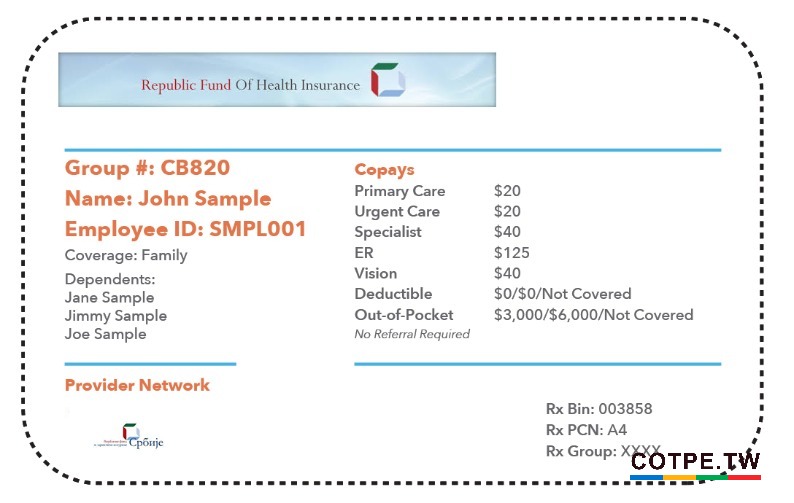 Republic Fund Of Health Insurance
Group #: CB820
Name: John Sample
Employee ID: SMPL001
Coverage: Family
Dependents:
Jane Sample
Jimmy Sample
Joe Sample
Copays
Primary Care $20
Urgent Care $20
Specialist $40
ER $125
Vision $40
Deductible $0/$0/Not Covered
Out-of-Pocket $3,000/$6,000/Not Covered
No Referral Required
Provider Network
Србије
Rx Bin: 003858
Rx PCN: A4
Rx Group: XXXX
COTPE.TW